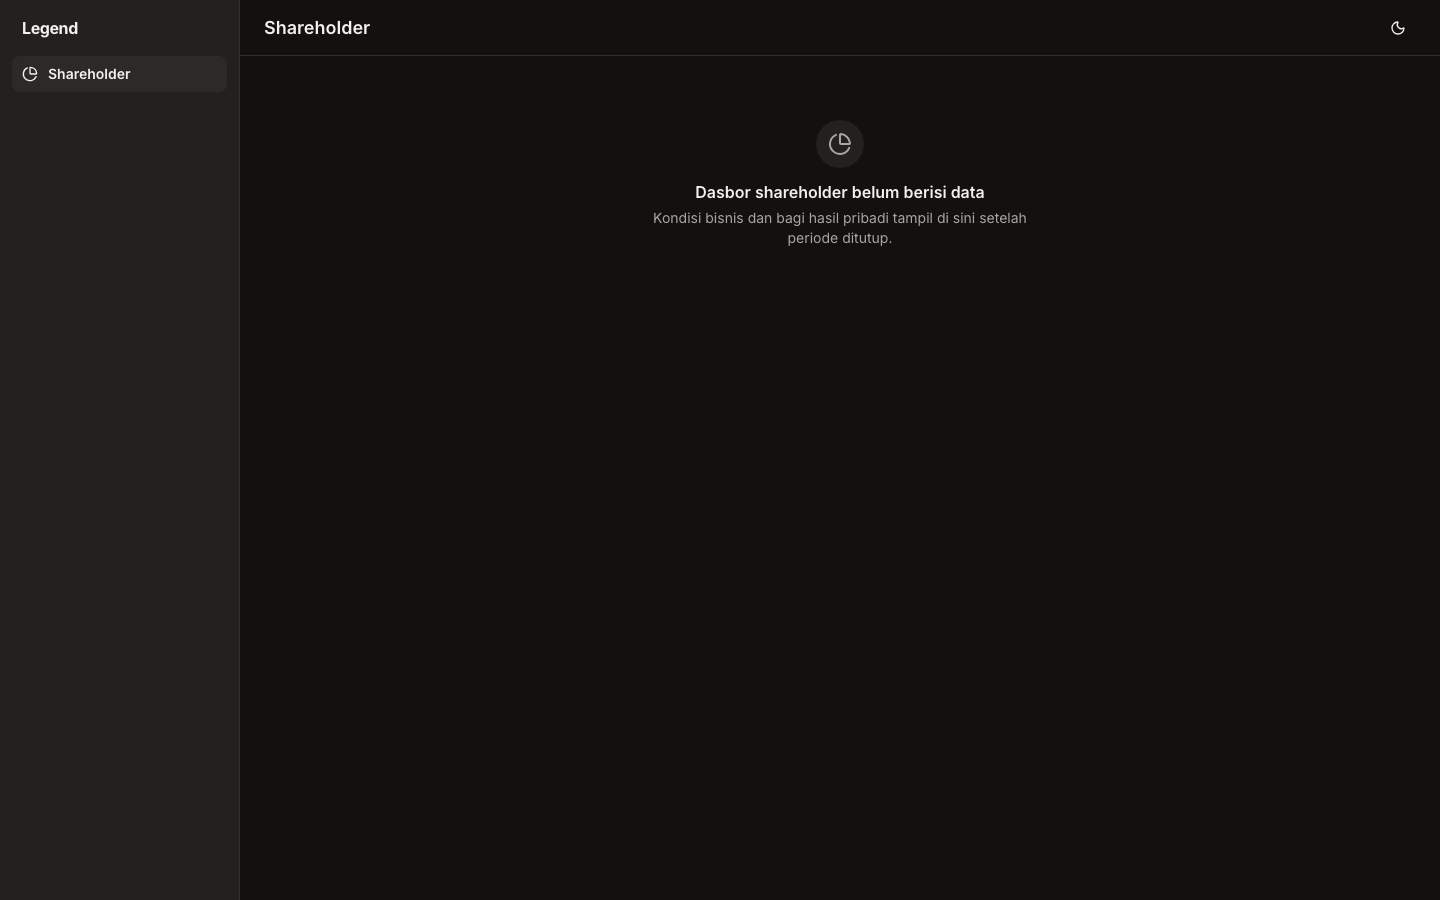 Legend
Shareholder
Shareholder
Dasbor shareholder belum berisi data
Kondisi bisnis dan bagi hasil pribadi tampil di sini setelah
periode ditutup.